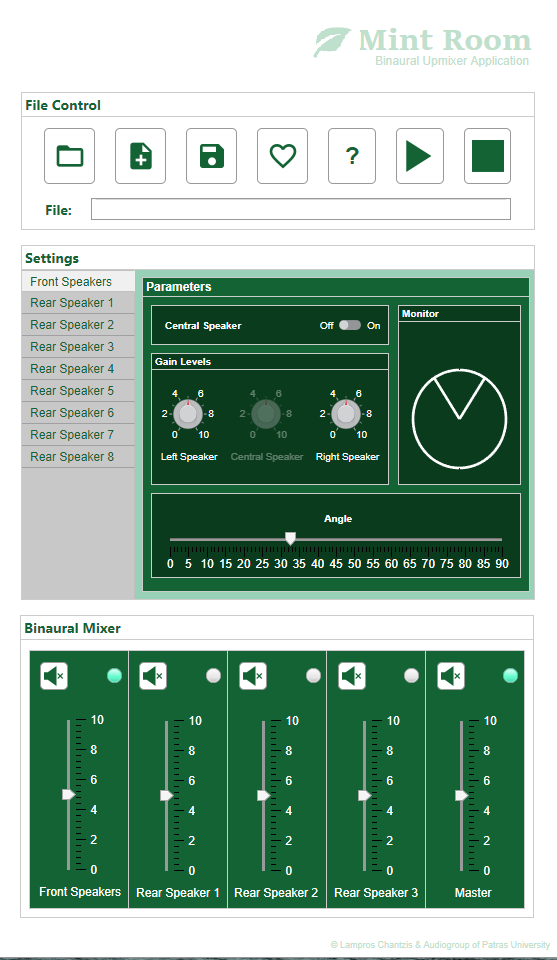 Mint Room
Binaural Upmixer Application
File Control
?
File:
Settings
Front Speakers
Rear Speaker 1
Rear Speaker 2
Rear Speaker 3
Rear Speaker 4
Rear Speaker 5
Rear Speaker 6
Rear Speaker 7
Rear Speaker 8
Parameters
Central Speaker Off On
Monitor
Gain Levels
4 6 4 6 4 6
2 8 2 8 2 8
0 10 0 10 0 10
Left Speaker Central Speaker Right Speaker
Angle
0 5 10 15 20 25 30 35 40 45 50 55 60 65 70 75 80 85 90
Binaural Mixer
10 10 10 10 10
8 8 8 8 8
6 6 6 6 6
4 4 4 4 4
2 2 2 2 2
0 0 0 0 0
Front Speakers Rear Speaker 1 Rear Speaker 2 Rear Speaker 3 Master
© Lampros Chantzis & Audiogroup of Patras University